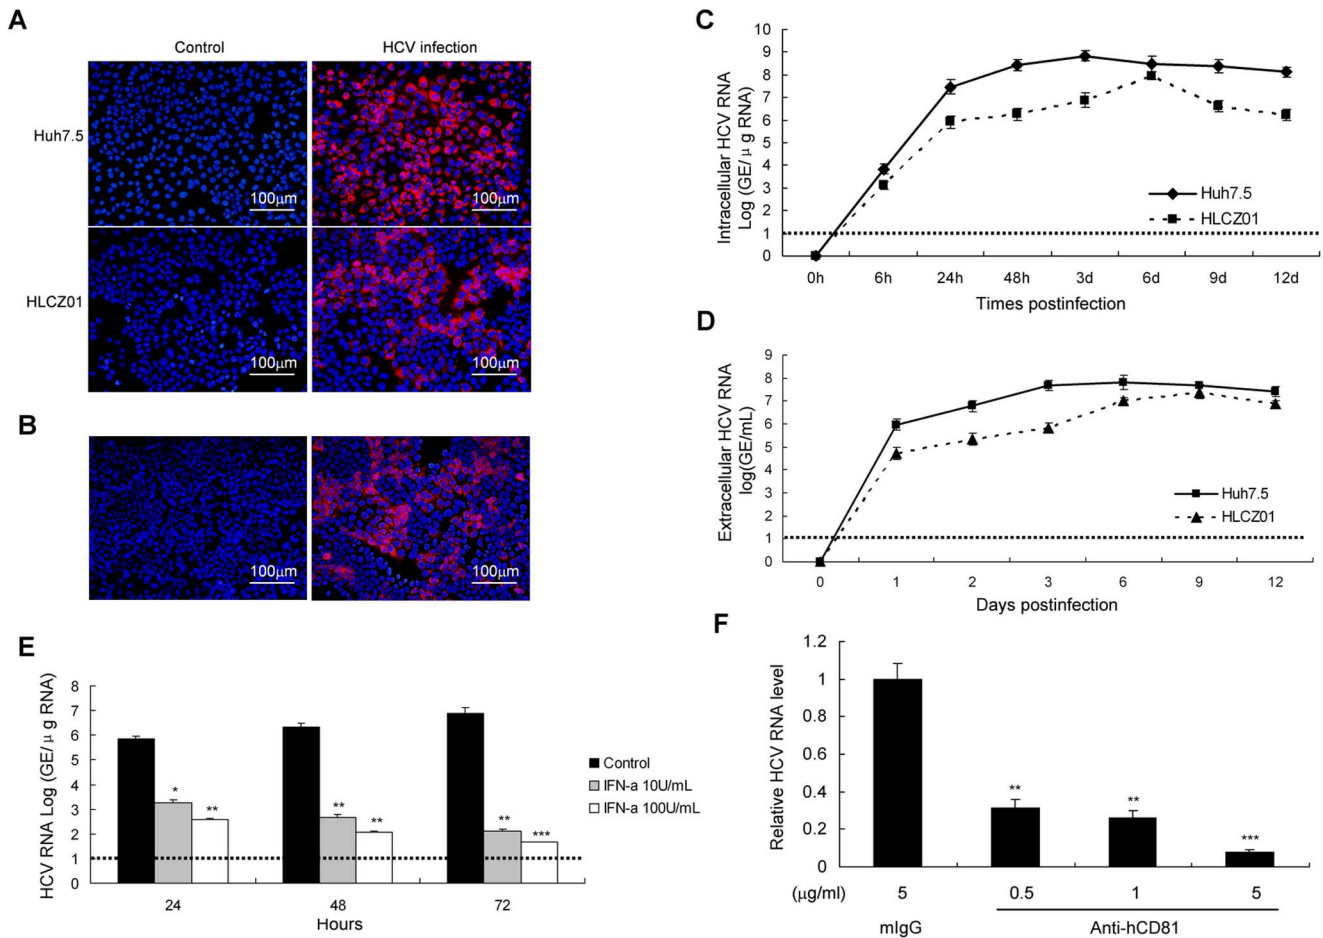 A
Control
HCV infection
Huh7.5
100μm
100μm
HLCZ01
100μm
100μm
B
100μm
100μm
C
Intracellular HCV RNA
Log (GE/ μ g RNA)
10
9
8
7
6
5
4
3
2
1
0
Huh7.5
HLCZ01
0h 6h 24h 48h 3d 6d 9d 12d
Times postinfection
D
Extracellular HCV RNA
log(GE/mL)
9
8
7
6
5
4
3
2
1
0
Huh7.5
HLCZ01
0 1 2 3 6 9 12
Days postinfection
E
HCV RNA Log (GE/ μ g RNA)
8
7
6
5
4
3
2
1
0
* ** ** ** ** ***
Control
IFN-a 10U/mL
IFN-a 100U/mL
24 48 72
Hours
F
Relative HCV RNA level
1.2
1
0.8
0.6
0.4
0.2
0
** ** ***
(μg/ml) 5 0.5 1 5
mIgG Anti-hCD81